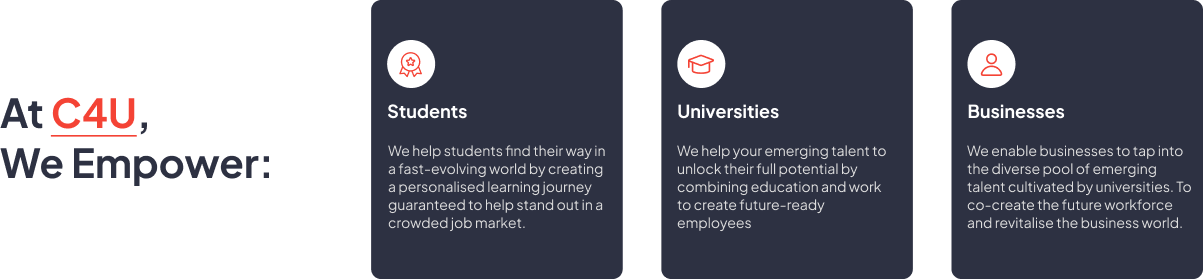 At C4U,
We Empower:
Students
We help students find their way in
a fast-evolving world by creating
a personalised learning journey
guaranteed to help stand out in a
crowded job market.
Universities
We help your emerging talent to
unlock their full potential by
combining education and work
to create future-ready
employees
Businesses
We enable businesses to tap into
the diverse pool of emerging
talent cultivated by universities. To
co-create the future workforce
and revitalise the business world.